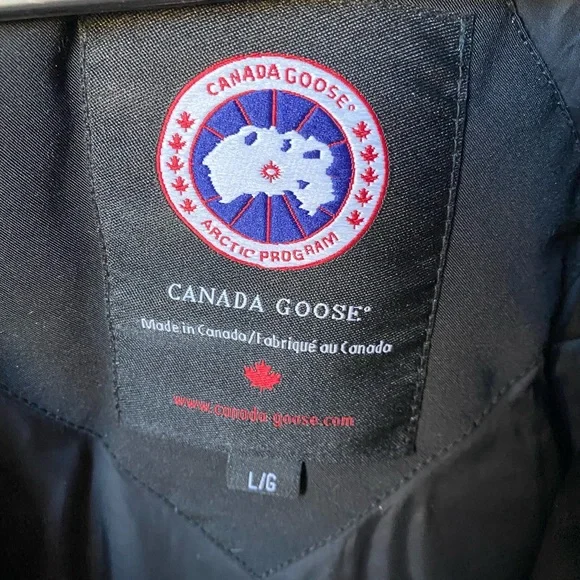 CANADA GOOSE®
ARCTIC PROGRAM
CANADA GOOSE®
Made in Canada/Fabriqué au Canada
www.canada-goose.com
L/G